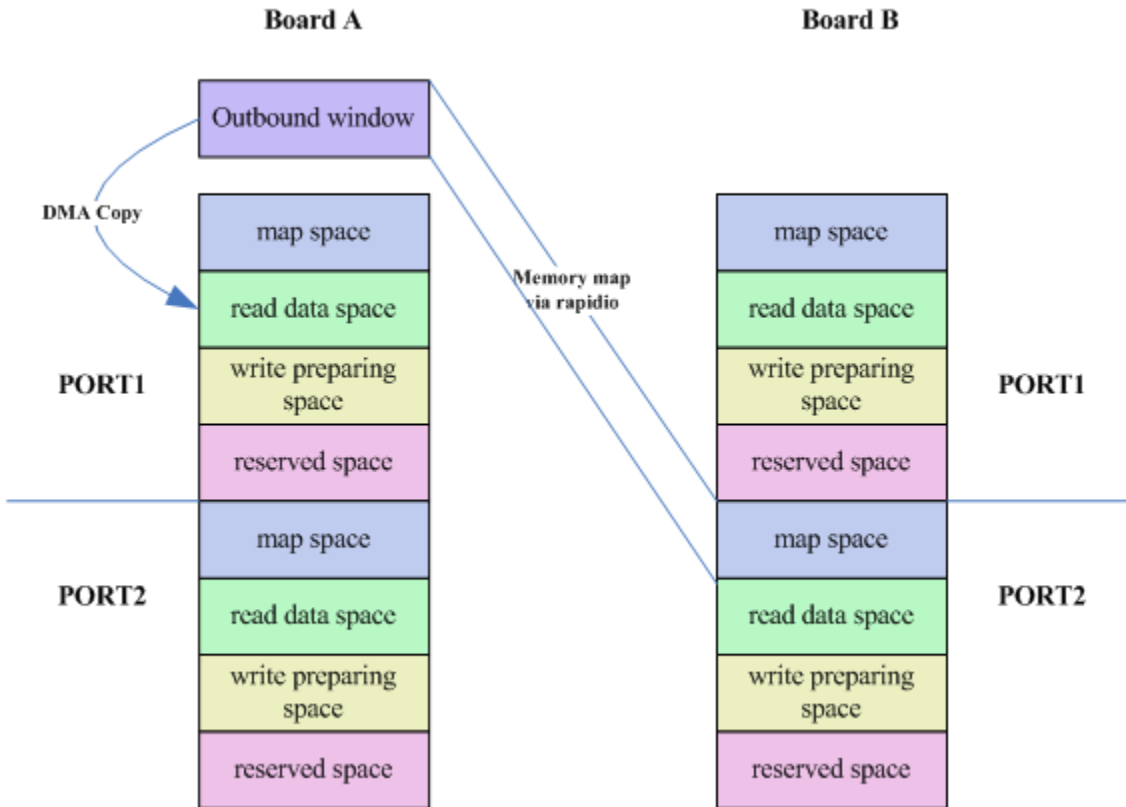 Board A
Board B
Outbound window
DMA Copy
map space
map space
Memory map
via rapidio
read data space
read data space
PORT1
write preparing
space
write preparing
space
PORT1
reserved space
reserved space
map space
map space
PORT2
read data space
read data space
PORT2
write preparing
space
write preparing
space
reserved space
reserved space